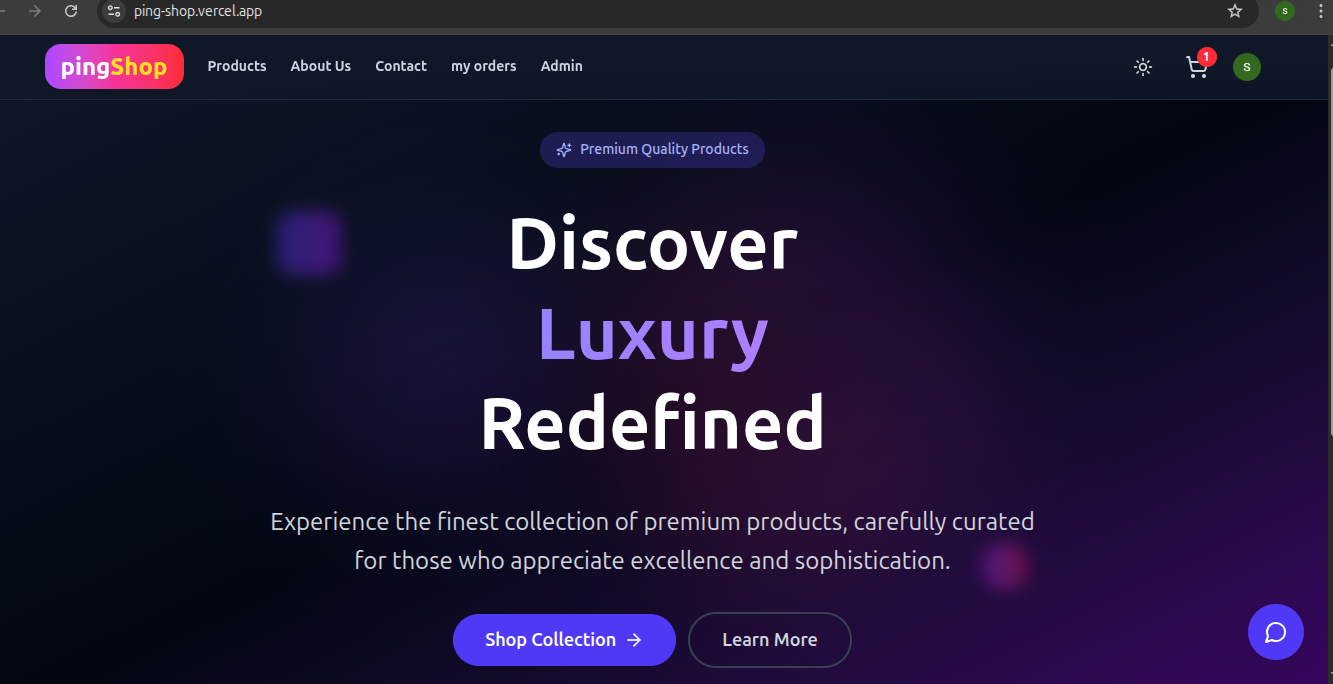 ping-shop.vercel.app
S
pingShop
Products
About Us
Contact
my orders
Admin
1
S
Premium Quality Products
Discover
Luxury
Redefined
Experience the finest collection of premium products, carefully curated
for those who appreciate excellence and sophistication.
Shop Collection →
Learn More